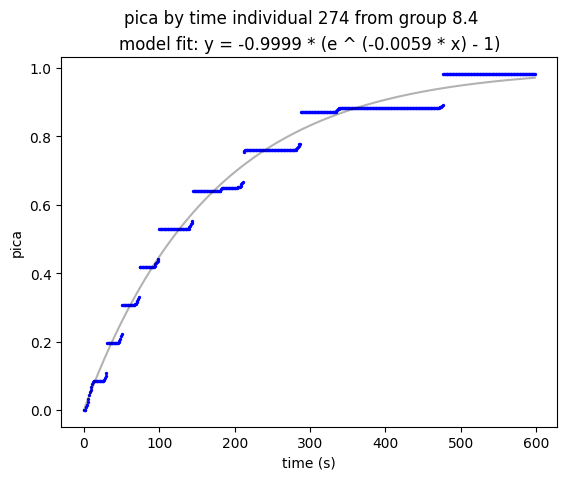 pica by time individual 274 from group 8.4
model fit: y = -0.9999 * (e ^ (-0.0059 * x) - 1)
1.0
0.8
0.6
0.4
0.2
0.0
pica
0 100 200 300 400 500 600
time (s)